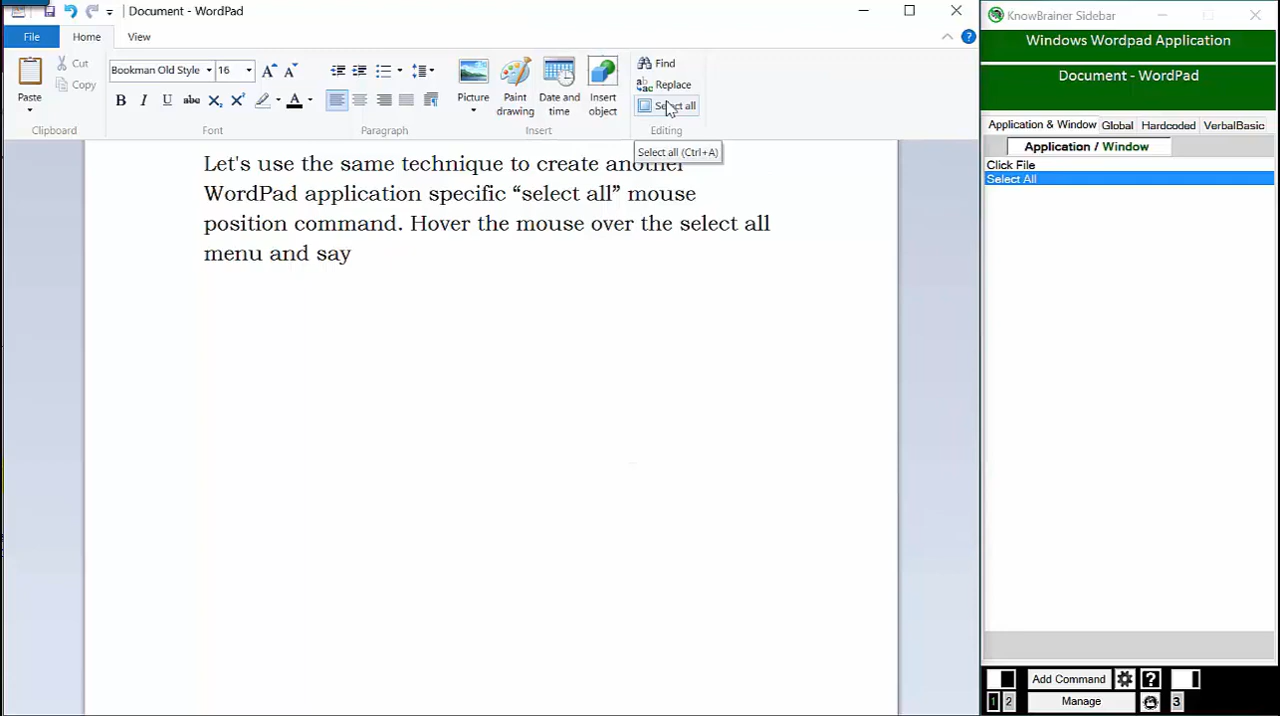 Document - WordPad
File
Home
View
Paste
Cut
Copy
Clipboard
Bookman Old Style
16
B I U abc X₂ X² A
Font
Paragraph
Picture
Paint drawing
Date and time
Insert object
Insert
Find
Replace
Select all
Editing
Select all (Ctrl+A)
Let's use the same technique to create another
WordPad application specific “select all” mouse
position command. Hover the mouse over the select all
menu and say
KnowBrainer Sidebar
Windows Wordpad Application
Document - WordPad
Application & Window Global Hardcoded VerbalBasic
Application / Window
Click File
Select All
Add Command
1 2 Manage 3